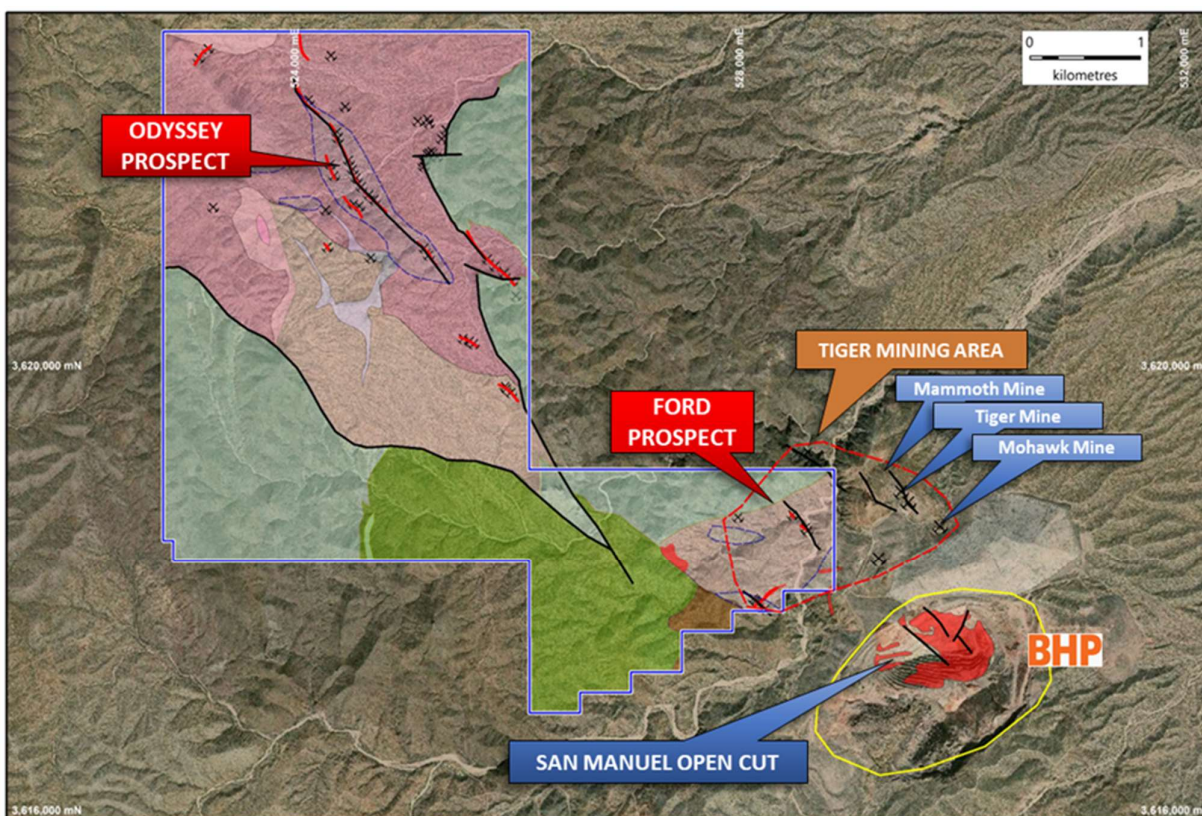 524,000 mE
528,000 mE
532,000 mE
0 1
kilometres
ODYSSEY
PROSPECT
3,620,000 mN
3,620,000 mN
TIGER MINING AREA
Mammoth Mine
Tiger Mine
Mohawk Mine
FORD
PROSPECT
BHP
SAN MANUEL OPEN CUT
3,616,000 mN
3,616,000 mN